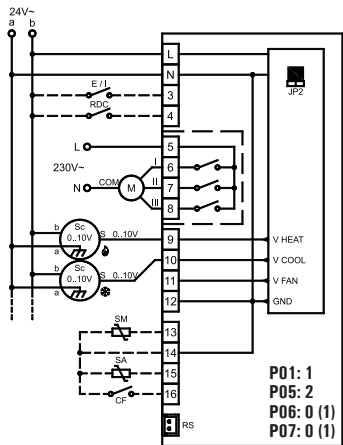 24V~
a b
L
N
JP2
E / I
3
RDC
4
L
5
I
6
230V~
COM
II
N
M
7
III
8
b
Sc
0..10V
S 0..10V
9
V HEAT
a
10
V COOL
b
Sc
0..10V
S 0..10V
11
V FAN
a
12
GND
SM
13
14
SA
15
CF
16
P01: 1
P05: 2
P06: 0 (1)
P07: 0 (1)
RS